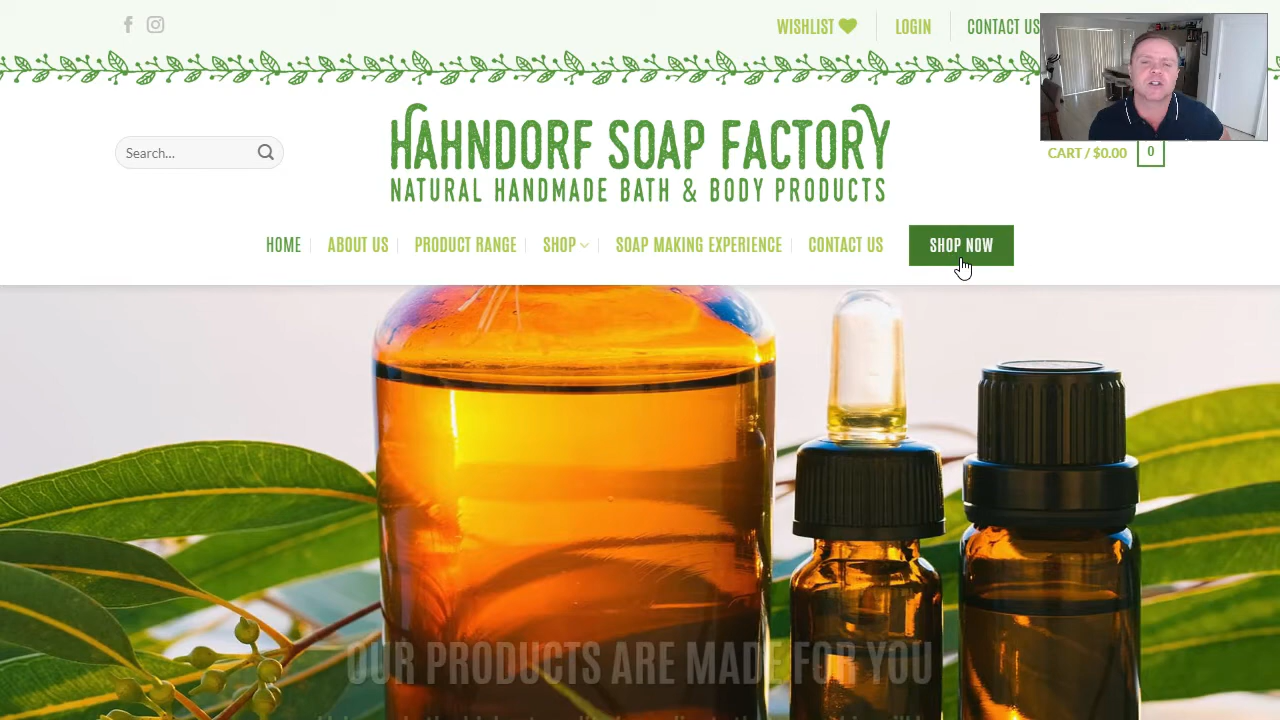 WISHLIST
LOGIN
CONTACT US
Search...
HAHNDORF SOAP FACTORY
NATURAL HANDMADE BATH & BODY PRODUCTS
CART / $0.00 0
HOME
ABOUT US
PRODUCT RANGE
SHOP
SOAP MAKING EXPERIENCE
CONTACT US
SHOP NOW
OUR PRODUCTS ARE MADE FOR YOU